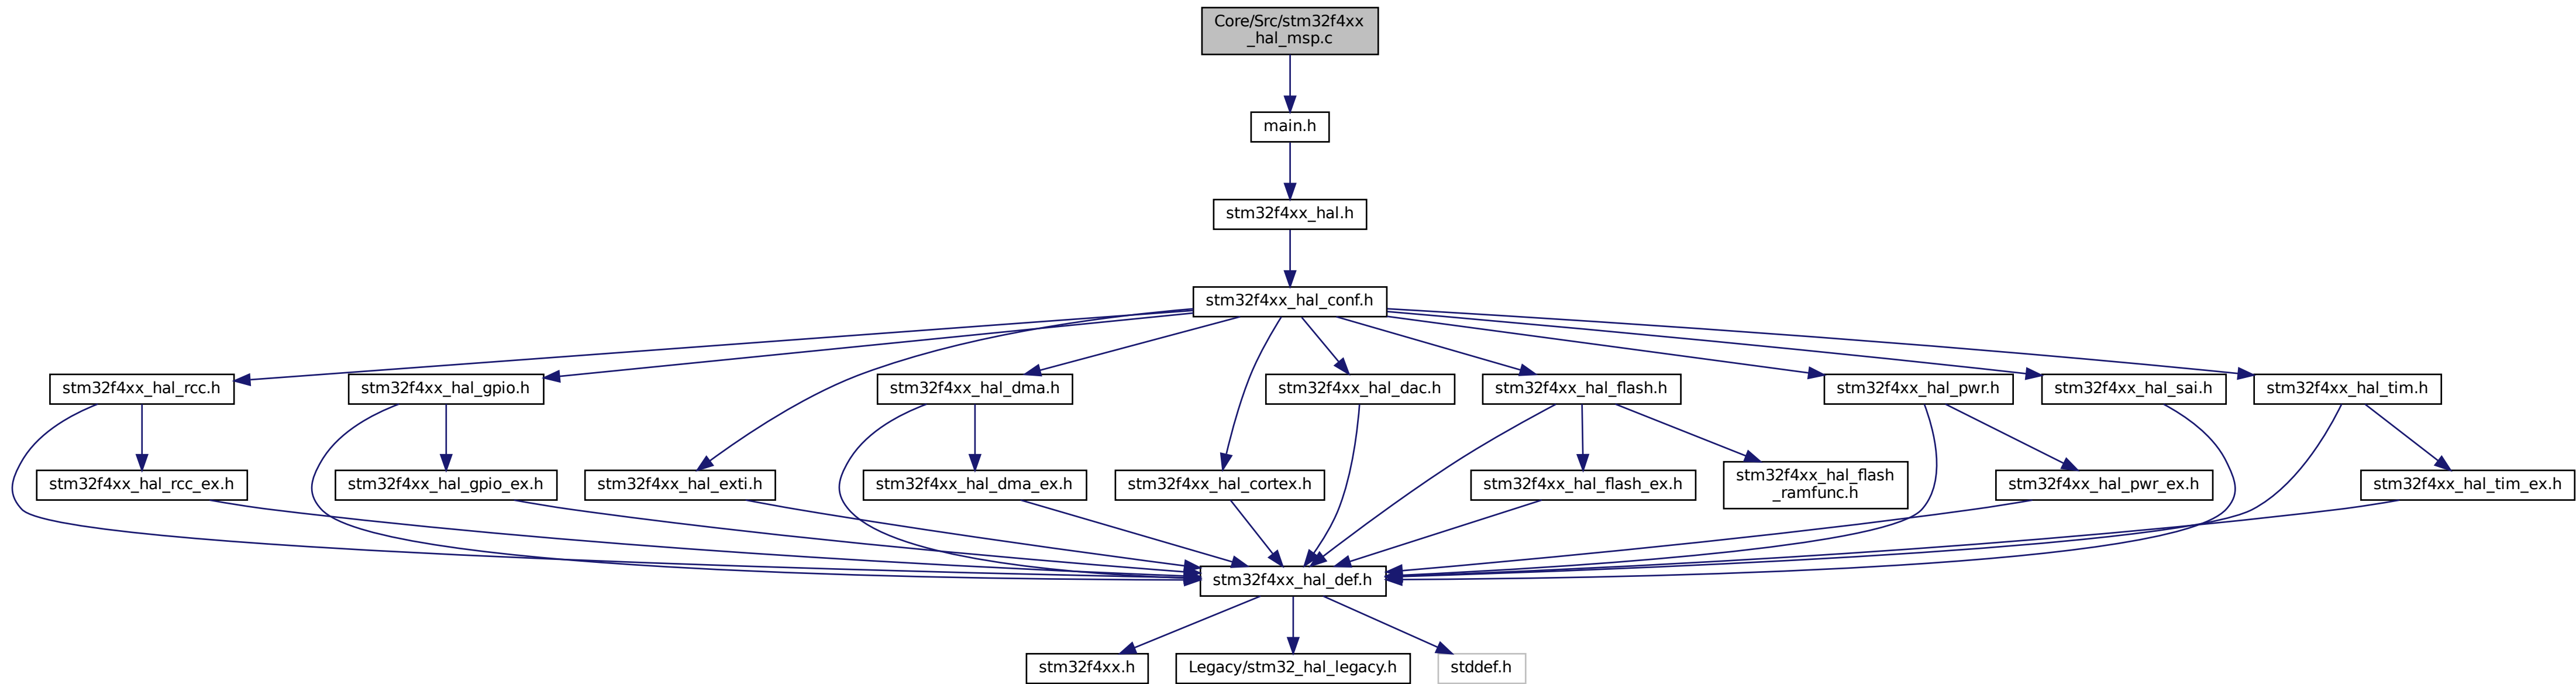 Core/Src/stm32f4xx
_hal_msp.c
main.h
stm32f4xx_hal.h
stm32f4xx_hal_conf.h
stm32f4xx_hal_rcc.h
stm32f4xx_hal_gpio.h
stm32f4xx_hal_dma.h
stm32f4xx_hal_dac.h
stm32f4xx_hal_flash.h
stm32f4xx_hal_pwr.h
stm32f4xx_hal_sai.h
stm32f4xx_hal_tim.h
stm32f4xx_hal_rcc_ex.h
stm32f4xx_hal_gpio_ex.h
stm32f4xx_hal_exti.h
stm32f4xx_hal_dma_ex.h
stm32f4xx_hal_cortex.h
stm32f4xx_hal_flash_ex.h
stm32f4xx_hal_flash
_ramfunc.h
stm32f4xx_hal_pwr_ex.h
stm32f4xx_hal_tim_ex.h
stm32f4xx_hal_def.h
stm32f4xx.h
Legacy/stm32_hal_legacy.h
stddef.h